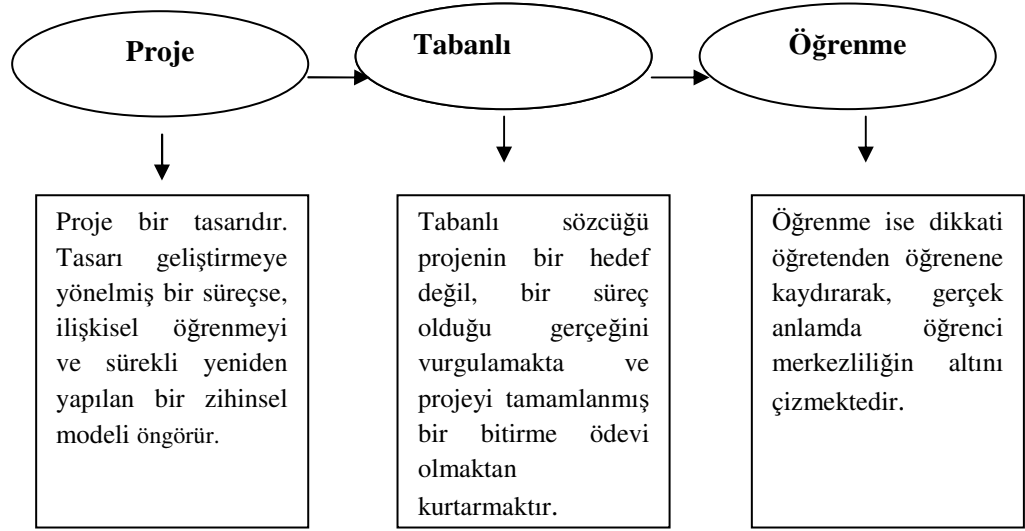 Proje
Tabanlı
Öğrenme
Proje bir tasarıdır.
Tasarı geliştirmeye
yönelmiş bir süreçse,
ilişkisel öğrenmeyi
ve sürekli yeniden
yapılan bir zihinsel
modeli öngörür.
Tabanlı sözcüğü
projenin bir hedef
değil, bir süreç
olduğu gerçeğini
vurgulamakta ve
projeyi tamamlanmış
bir bitirme ödevi
olmaktan
kurtarmaktır.
Öğrenme ise dikkati
öğretenden öğrenene
kaydırarak, gerçek
anlamda öğrenci
merkezliliğin altını
çizmektedir.